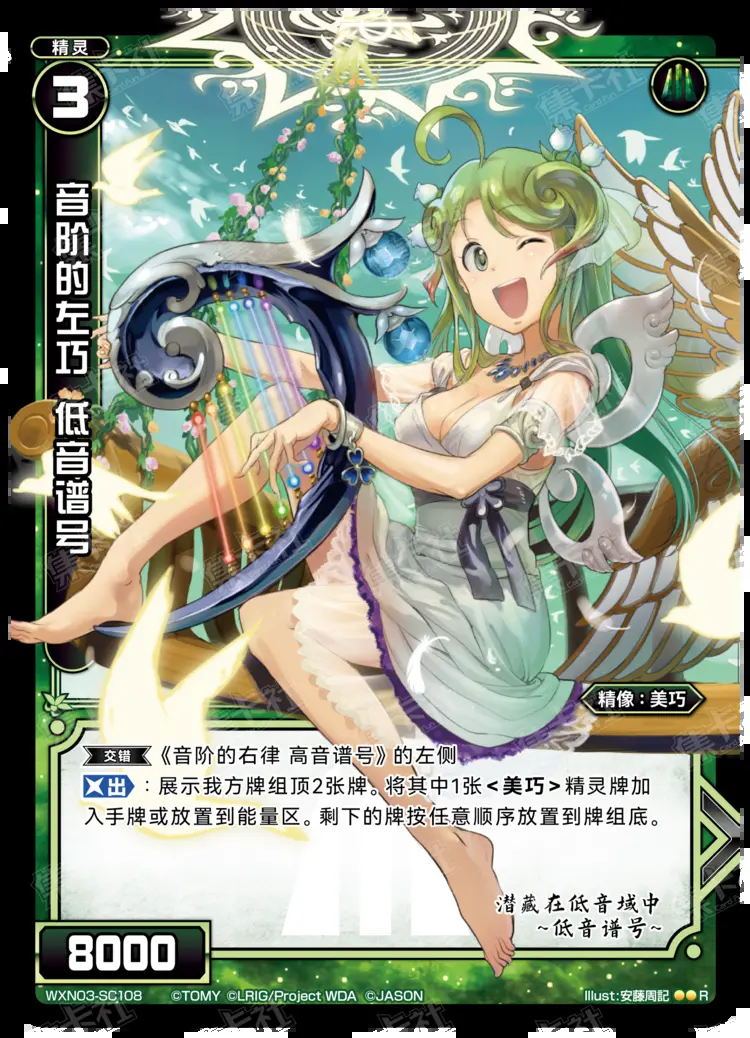 精灵
3
音阶的左巧 低音谱号
精像:美巧
交错 《音阶的右律 高音谱号》的左侧
出 :展示我方牌组顶2张牌。将其中1张<美巧>精灵牌加
入手牌或放置到能量区。剩下的牌按任意顺序放置到牌组底。
潜藏在低音域中
~低音谱号~
8000
WXN03-SC108 ©TOMY ©LRIG/Project WDA ©JASON Illust:安藤周記 R
集卡社